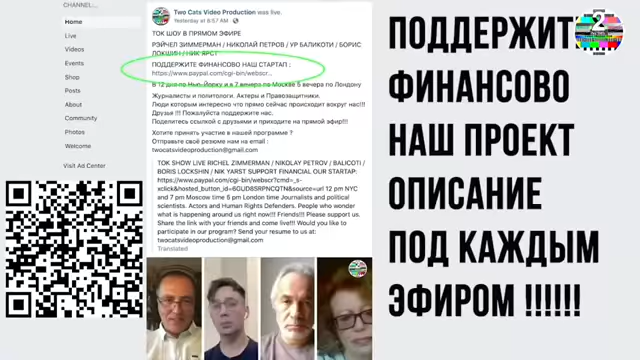 CHANNEL:
Home
Live
Videos
Events
Shop
Posts
About
Community
Photos
Welcome
Visit Ad Center
Two Cats Video Production was live.
Yesterday at 8:57 AM
ТОК ШОУ В ПРЯМОМ ЭФИРЕ
РЭЙЧЕЛ ЗИММЕРМАН / НИКОЛАЙ ПЕТРОВ / УР БАЛИКОТИ / БОРИС
ЛОКШИН / НИК ЯРСТ
ПОДДЕРЖИТЕ ФИНАНСОВО НАШ СТАРТАП :
https://www.paypal.com/cgi-bin/webscr...
В 12 дня по Нью-Йорку и в 7 вечера по Москве 5 вечера по Лондону
Журналисты и политологи. Актеры и Правозащитники.
Люди которым интересно что прямо сейчас происходит вокруг нас!!!
Друзья !!! Пожалуйста поддержите нас.
Поделитесь ссылкой с друзьями и приходите на прямой эфир!!!
Хотите принять участие в нашей программе ?
Отправьте своё резюме нам на email :
twocatsvideoproduction@gmail.com
TOK SHOW LIVE RICHEL ZIMMERMAN / NIKOLAY PETROV / BALICOTI /
BORIS LOCKSHIN / NIK YARST SUPPORT FINANCIAL OUR STARTAP:
https://www.paypal.com/cgi-bin/webscr?cmd=_s-
xclick&hosted_button_id=6GUD8SRPNCQTN&source=url 12 pm NYC
and 7 pm Moscow time 5 pm London time Journalists and political
scientists. Actors and Human Rights Defenders. People who wonder
what is happening around us right now!!! Friends!!! Please support us.
Share the link with your friends and come live!!! Would you like to
participate in our program? Send your resume to us at:
twocatsvideoproduction@gmail.com
Translated
ПОДДЕРЖИТЕ
ФИНАНСОВО
НАШ ПРОЕКТ
ОПИСАНИЕ
ПОД КАЖДЫМ
ЭФИРОМ !!!!!!
2